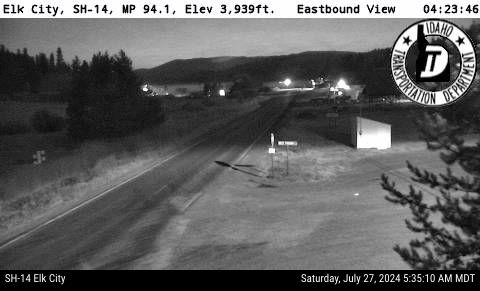 Elk City, SH-14, MP 94.1, Elev 3,939ft. Eastbound View 04:23:46
IDAHO
TRANSPORTATION DEPARTMENT
SH-14 Elk City
Saturday, July 27, 2024 5:35:10 AM MDT